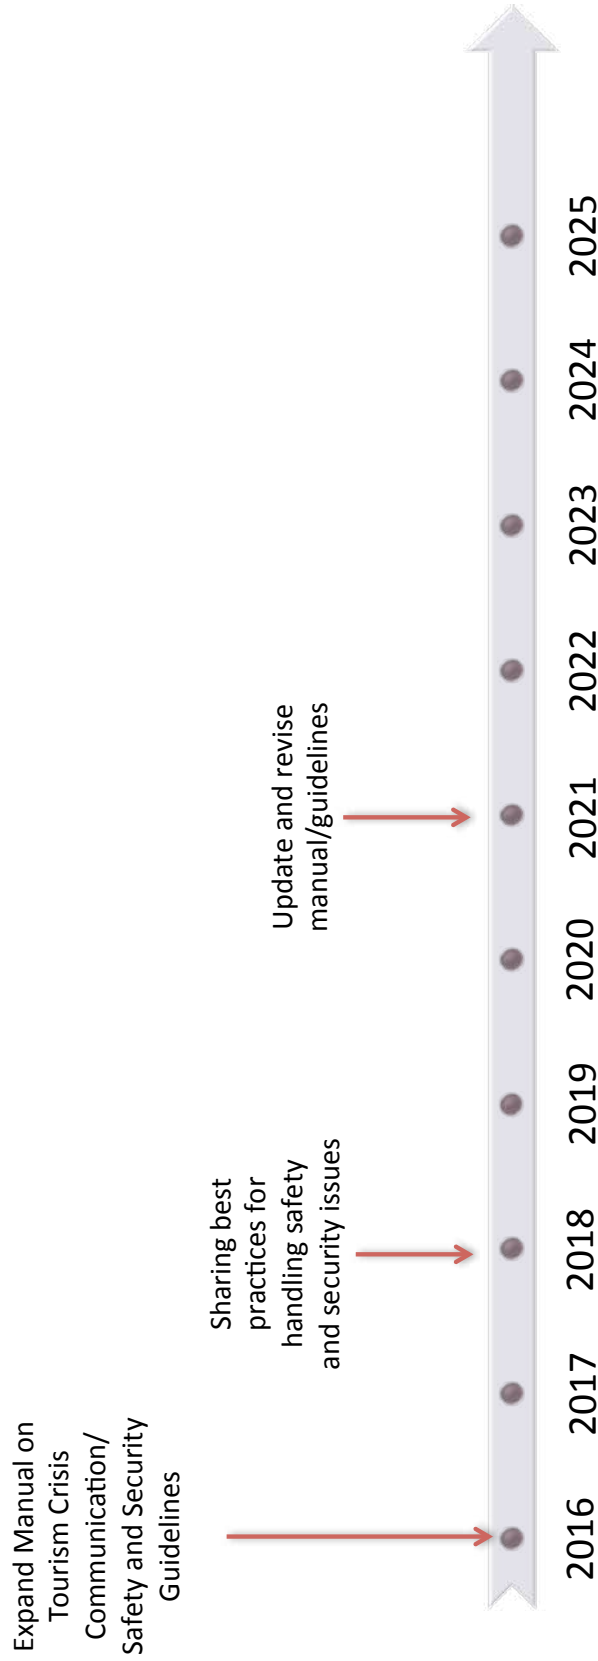 Expand Manual on
Tourism Crisis
Communication/
Safety and Security
Guidelines
Sharing best
practices for
handling safety
and security issues
Update and revise
manual/guidelines
2016
2017
2018
2019
2020
2021
2022
2023
2024
2025